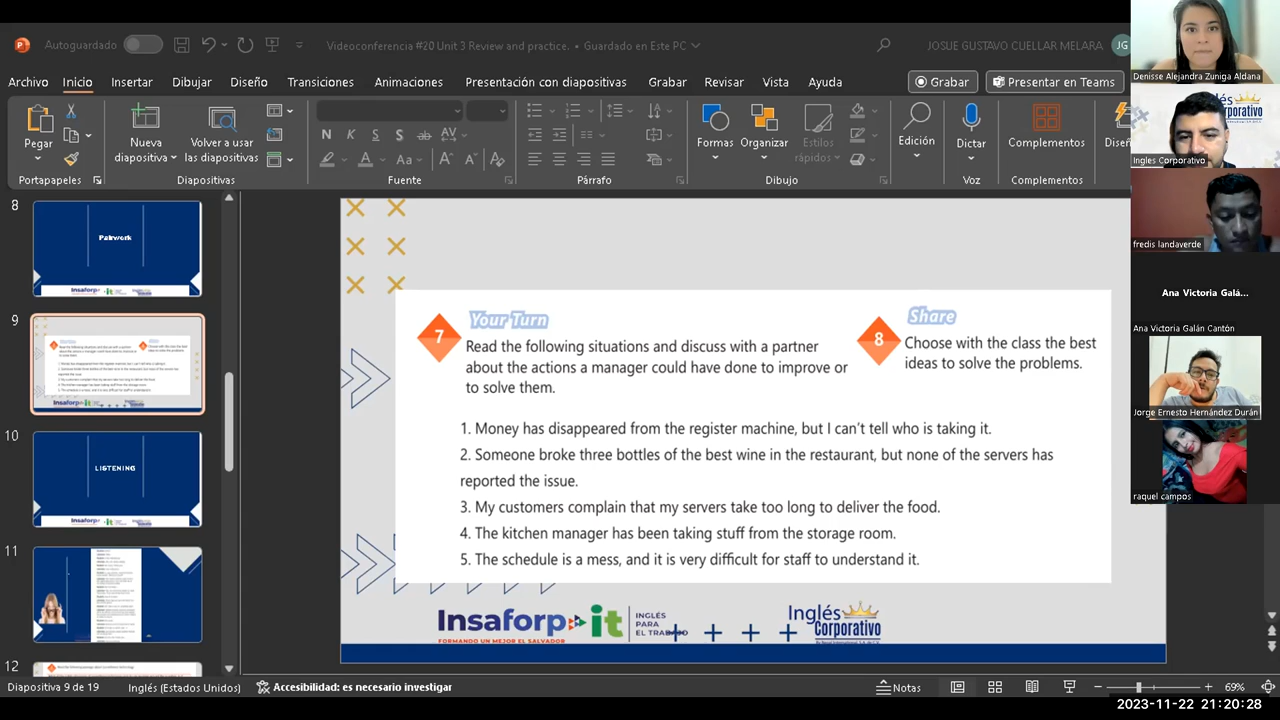 Autoguardado
Videoconferencia #20 Unit 3 Review and practice. • Guardado en Este PC
JORGE GUSTAVO CUELLAR MELARA
JG
Archivo Inicio Insertar Dibujar Diseño Transiciones Animaciones Presentación con diapositivas Grabar Revisar Vista Ayuda
Grabar
Presentar en Teams
Pegar
Nueva diapositiva
Volver a usar las diapositivas
Formas
Organizar
Estilos rápidos
Edición
Dictar
Complementos
Portapapeles
Diapositivas
Fuente
Párrafo
Dibujo
Voz
Complementos
8
Pairwork
9
10
LISTENING
11
12
7
Your Turn
Read the following situations and discuss with a partner
about the actions a manager could have done to improve or
to solve them.
8
Share
Choose with the class the best
ideas to solve the problems.
1. Money has disappeared from the register machine, but I can't tell who is taking it.
2. Someone broke three bottles of the best wine in the restaurant, but none of the servers has
reported the issue.
3. My customers complain that my servers take too long to deliver the food.
4. The kitchen manager has been taking stuff from the storage room.
5. The schedule is a mess, and it is very difficult for staff to understand it.
Insaforp
FORMANDO UN MEJOR EL SALVADOR
it
INGLÉS
PARA
EL TRABAJO
Inglés
Corporativo
Denisse Alejandra Zuniga Aldana
Ingles Corporativo
fredis landaverde
Ana Victoria Galá...
Ana Victoria Galán Cantón
Jorge Ernesto Hernández Durán
raquel campos
Diapositiva 9 de 19
Inglés (Estados Unidos)
Accesibilidad: es necesario investigar
Notas
69%
2023-11-22 21:20:28